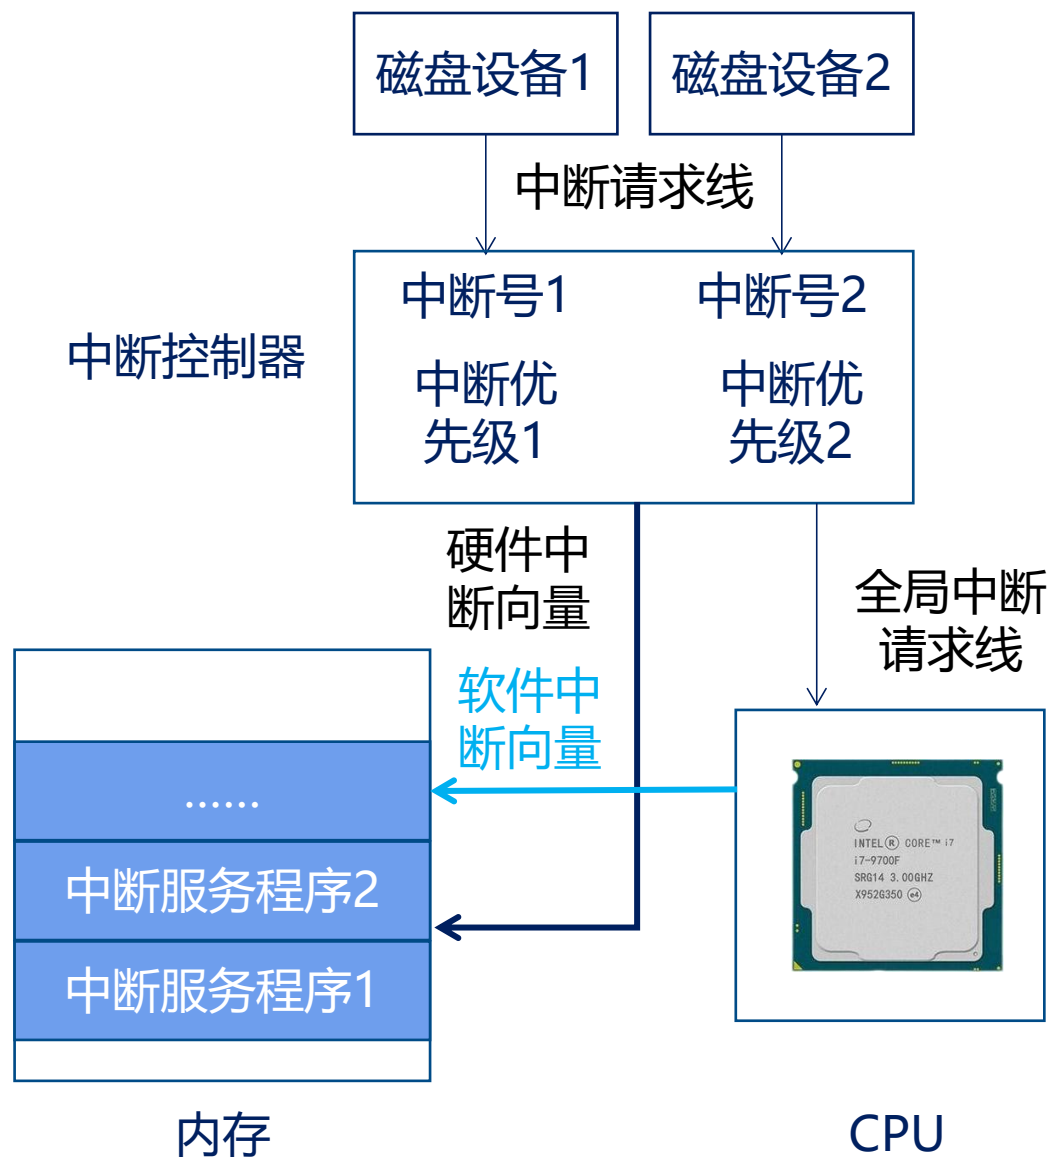 磁盘设备1
磁盘设备2
中断请求线
中断号1
中断号2
中断控制器
中断优
先级1
中断优
先级2
硬件中
断向量
全局中断
请求线
软件中
断向量
......
中断服务程序2
中断服务程序1
INTEL® CORE™ i7
i7-9700F
SRG14 3.00GHZ
X952G350 e4
内存
CPU